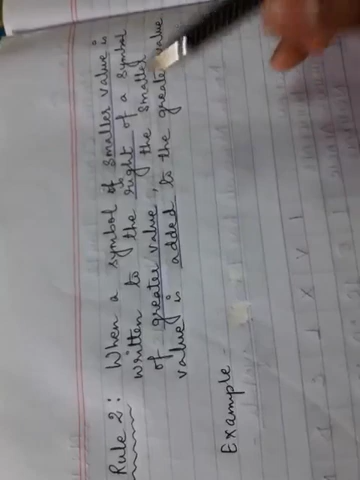 Rule 2: When a symbol of smaller value is
written to the right of a symbol
of greater value, the smaller
value is added to the greater value
Example